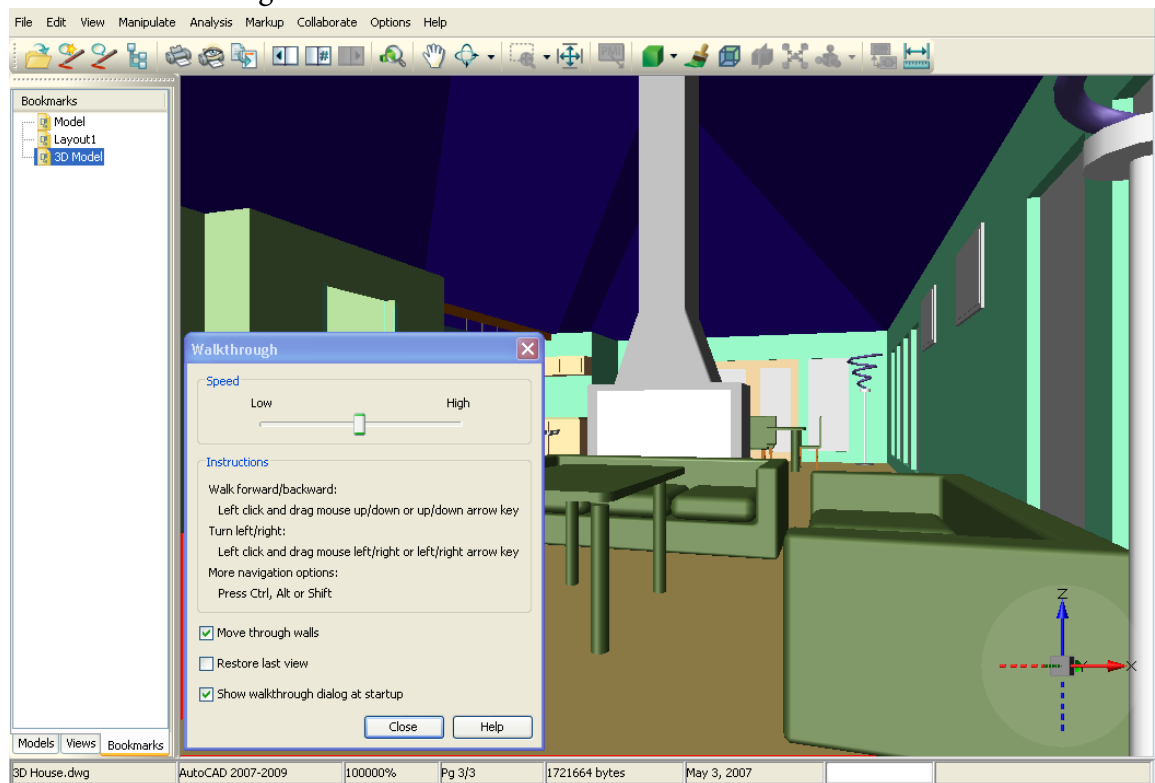 File Edit View Manipulate Analysis Markup Collaborate Options Help
PMI
Bookmarks
Model
Layout1
3D Model
Walkthrough
Speed
Low High
Instructions
Walk forward/backward:
Left click and drag mouse up/down or up/down arrow key
Turn left/right:
Left click and drag mouse left/right or left/right arrow key
More navigation options:
Press Ctrl, Alt or Shift
Move through walls
Restore last view
Show walkthrough dialog at startup
Close Help
Z
X
Models Views Bookmarks
3D House.dwg AutoCAD 2007-2009 100000% Pg 3/3 1721664 bytes May 3, 2007